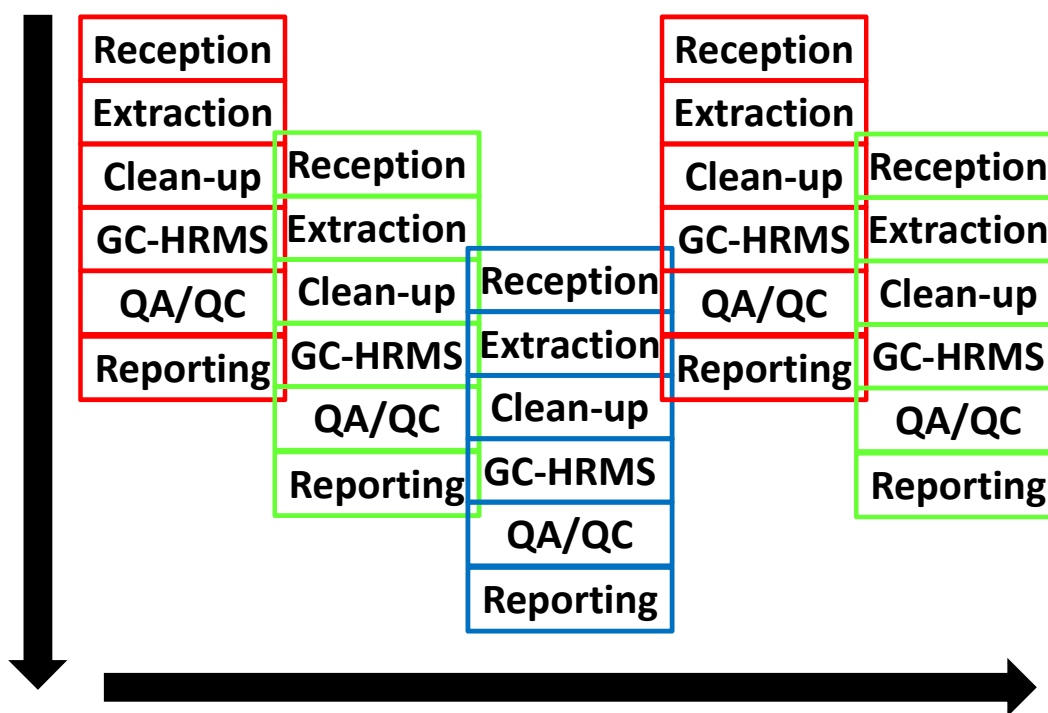 Reception
Extraction
Clean-up
GC-HRMS
QA/QC
Reporting
Reception
Extraction
Clean-up
GC-HRMS
QA/QC
Reporting
Reception
Extraction
Clean-up
GC-HRMS
QA/QC
Reporting
Reception
Extraction
Clean-up
GC-HRMS
QA/QC
Reporting
Reception
Extraction
Clean-up
GC-HRMS
QA/QC
Reporting